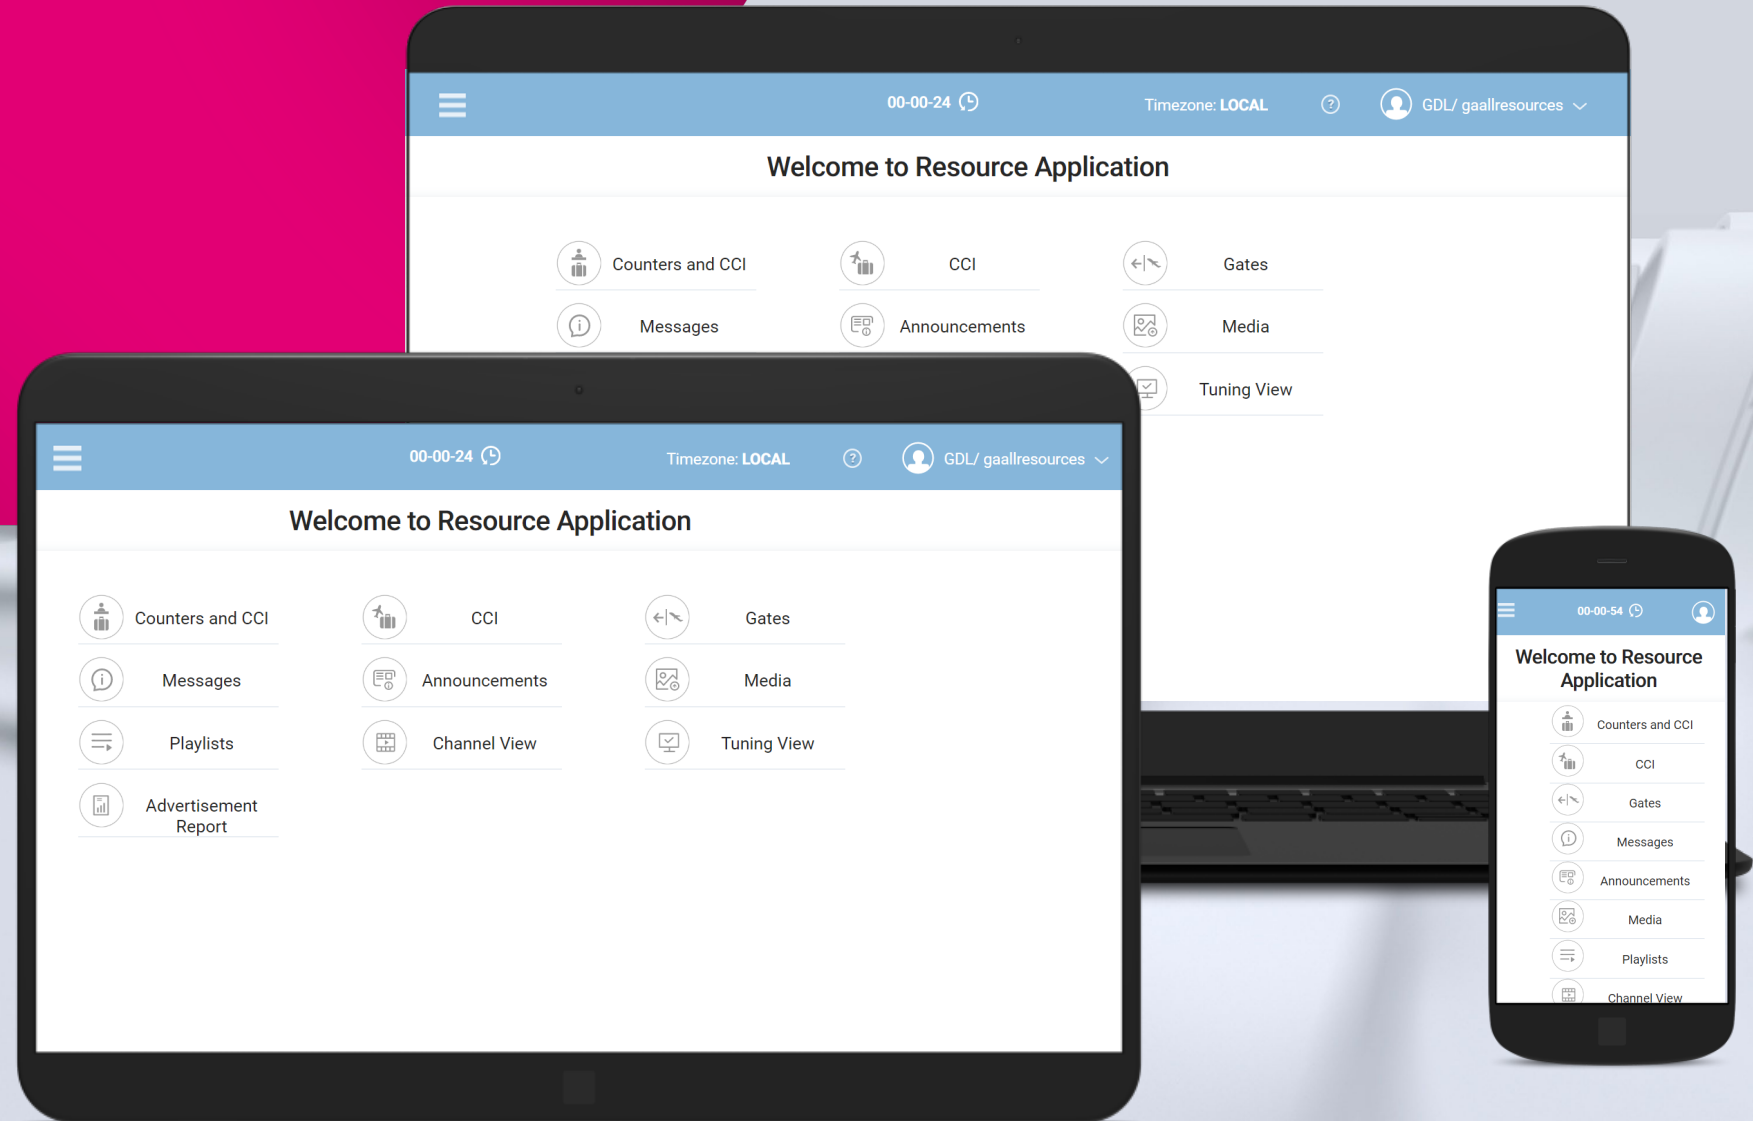 00-00-24
Timezone: LOCAL
?
GDL/ gaallresources
Welcome to Resource Application
Counters and CCI
CCI
Gates
Messages
Announcements
Media
Tuning View
00-00-24
Timezone: LOCAL
?
GDL/ gaallresources
Welcome to Resource Application
Counters and CCI
CCI
Gates
Messages
Announcements
Media
Playlists
Channel View
Tuning View
Advertisement
Report
00-00-54
Welcome to Resource
Application
Counters and CCI
CCI
Gates
Messages
Announcements
Media
Playlists
Channel View